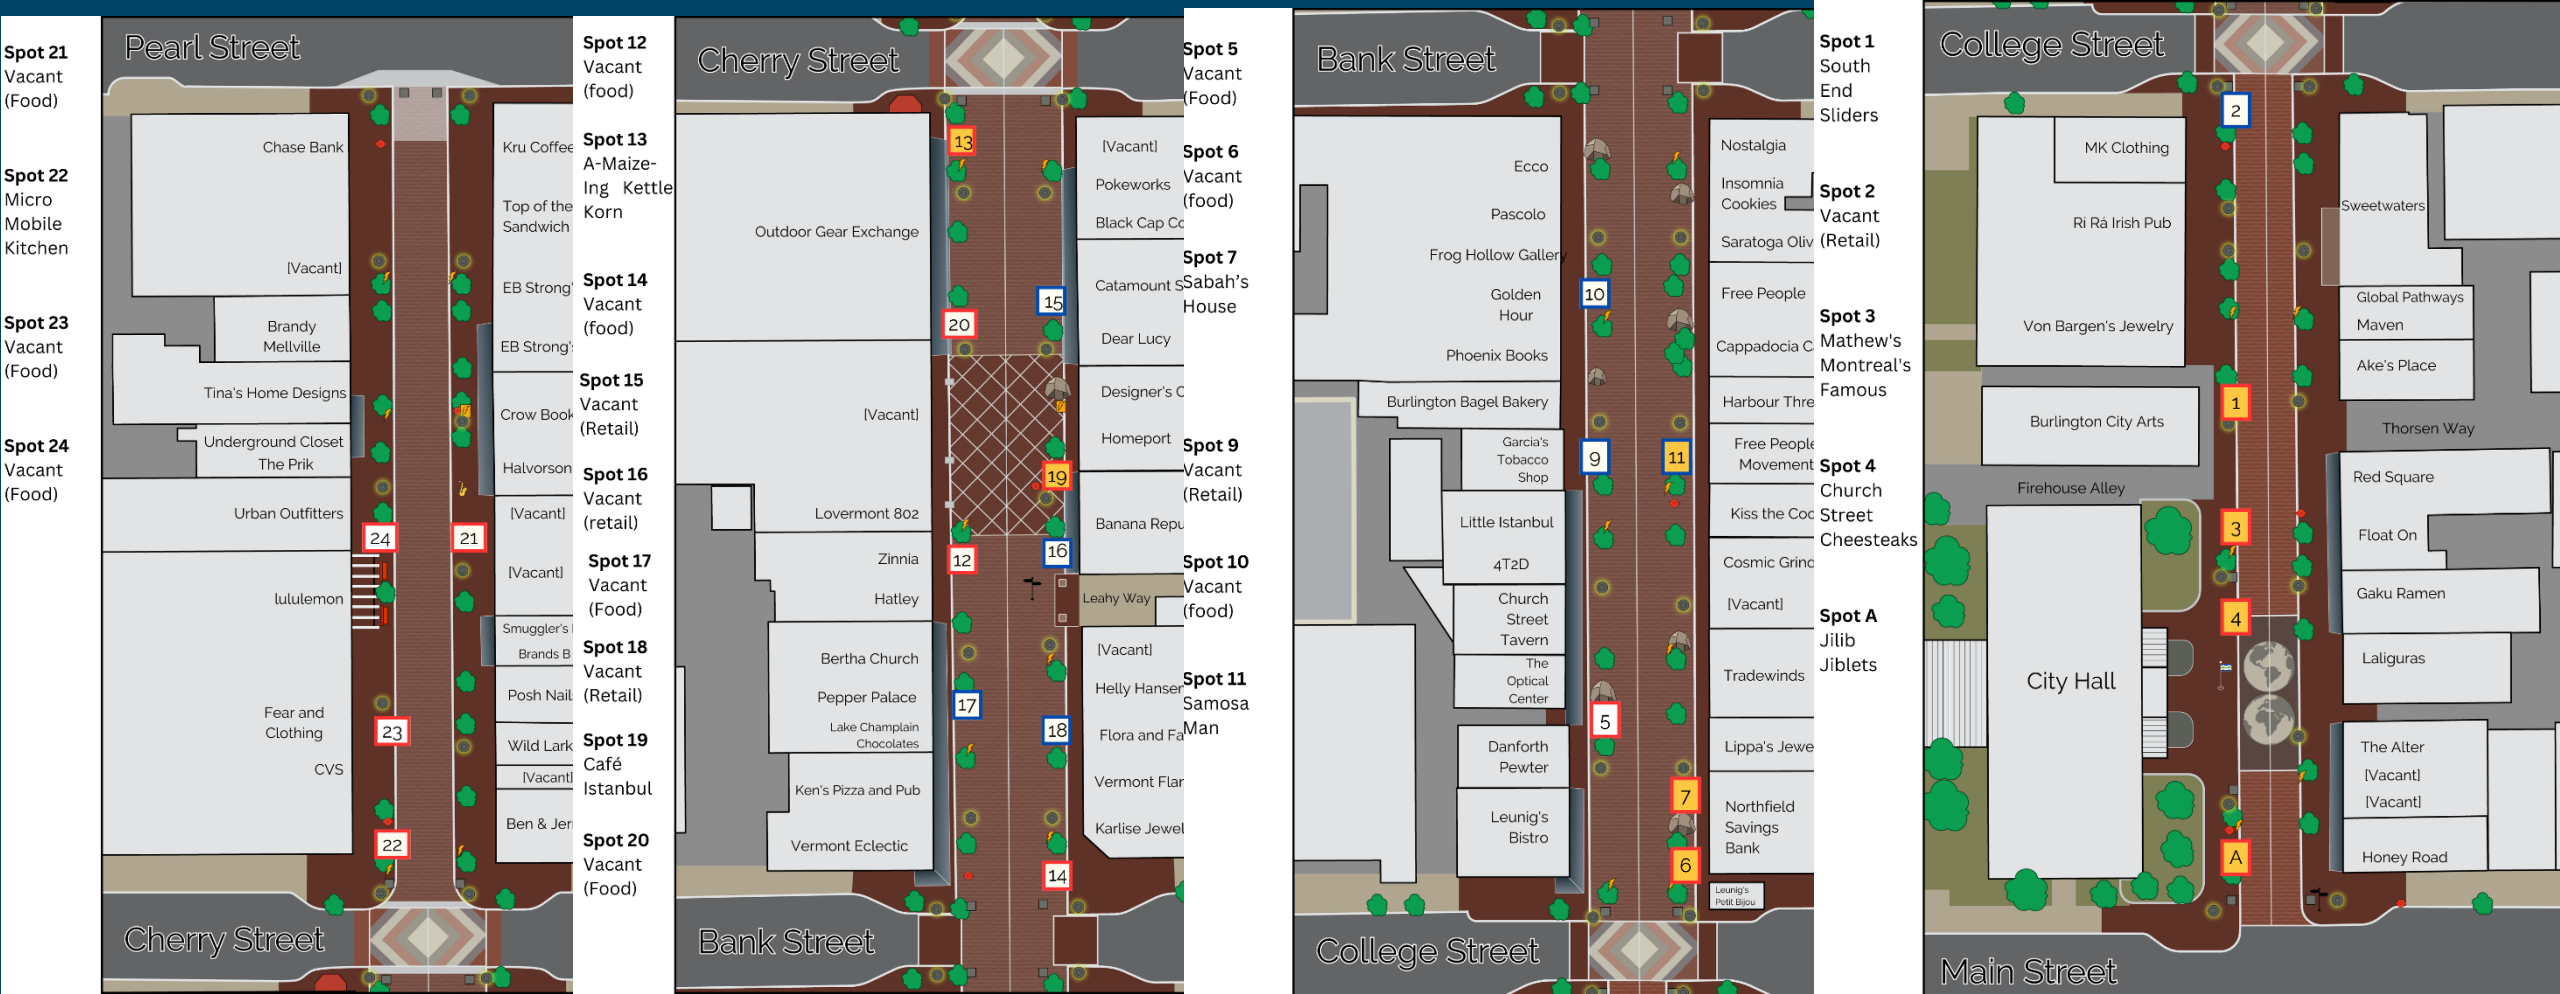 Spot 21
Vacant
(Food)
Spot 22
Micro
Mobile
Kitchen
Spot 23
Vacant
(Food)
Spot 24
Vacant
(Food)
Pearl Street
Chase Bank
[Vacant]
Brandy
Mellville
Tina's Home Designs
Underground Closet
The Prik
Urban Outfitters
lululemon
Fear and
Clothing
CVS
24
21
23
22
Kru Coffee
Top of the
Sandwich
EB Strong'
EB Strong's
Crow Book
Halvorson
[Vacant]
[Vacant]
Smuggler's
Brands B
Posh Nail
Wild Lark
[Vacant]
Ben & Jer
Cherry Street
Spot 12
Vacant
(food)
Spot 13
A-Maize-
Ing Kettle
Korn
Spot 14
Vacant
(food)
Spot 15
Vacant
(Retail)
Spot 16
Vacant
(retail)
Spot 17
Vacant
(Food)
Spot 18
Vacant
(Retail)
Spot 19
Café
Istanbul
Spot 20
Vacant
(Food)
Cherry Street
Outdoor Gear Exchange
[Vacant]
Lovermont 802
Zinnia
Hatley
Bertha Church
Pepper Palace
Lake Champlain
Chocolates
Ken's Pizza and Pub
Vermont Eclectic
13
15
20
19
12
16
17
18
14
[Vacant]
Pokeworks
Black Cap Co
Catamount S
Dear Lucy
Designer's C
Homeport
Banana Repu
Leahy Way
[Vacant]
Helly Hansen
Flora and Fa
Vermont Flan
Karlise Jewel
Bank Street
Spot 5
Vacant
(Food)
Spot 6
Vacant
(food)
Spot 7
Sabah's
House
Spot 9
Vacant
(Retail)
Spot 10
Vacant
(food)
Spot 11
Samosa
Man
Bank Street
Ecco
Pascolo
Frog Hollow Gallery
Golden
Hour
Phoenix Books
Burlington Bagel Bakery
Garcia's
Tobacco
Shop
Little Istanbul
4T2D
Church
Street
Tavern
The
Optical
Center
Danforth
Pewter
Leunig's
Bistro
10
9
11
5
7
6
Nostalgia
Insomnia
Cookies
Saratoga Oliv
Free People
Cappadocia C
Harbour Thre
Free People
Movement
Kiss the Coo
Cosmic Grind
[Vacant]
Tradewinds
Lippa's Jewe
Northfield
Savings
Bank
Leunig's
Petit Bijou
College Street
Spot 1
South
End
Sliders
Spot 2
Vacant
(Retail)
Spot 3
Mathew's
Montreal's
Famous
Spot 4
Church
Street
Cheesteaks
Spot A
Jilib
Jiblets
College Street
MK Clothing
Rí Rá Irish Pub
Von Bargen's Jewelry
Burlington City Arts
Firehouse Alley
City Hall
2
1
3
4
A
Sweetwaters
Global Pathways
Maven
Ake's Place
Thorsen Way
Red Square
Float On
Gaku Ramen
Laliguras
The Alter
[Vacant]
[Vacant]
Honey Road
Main Street